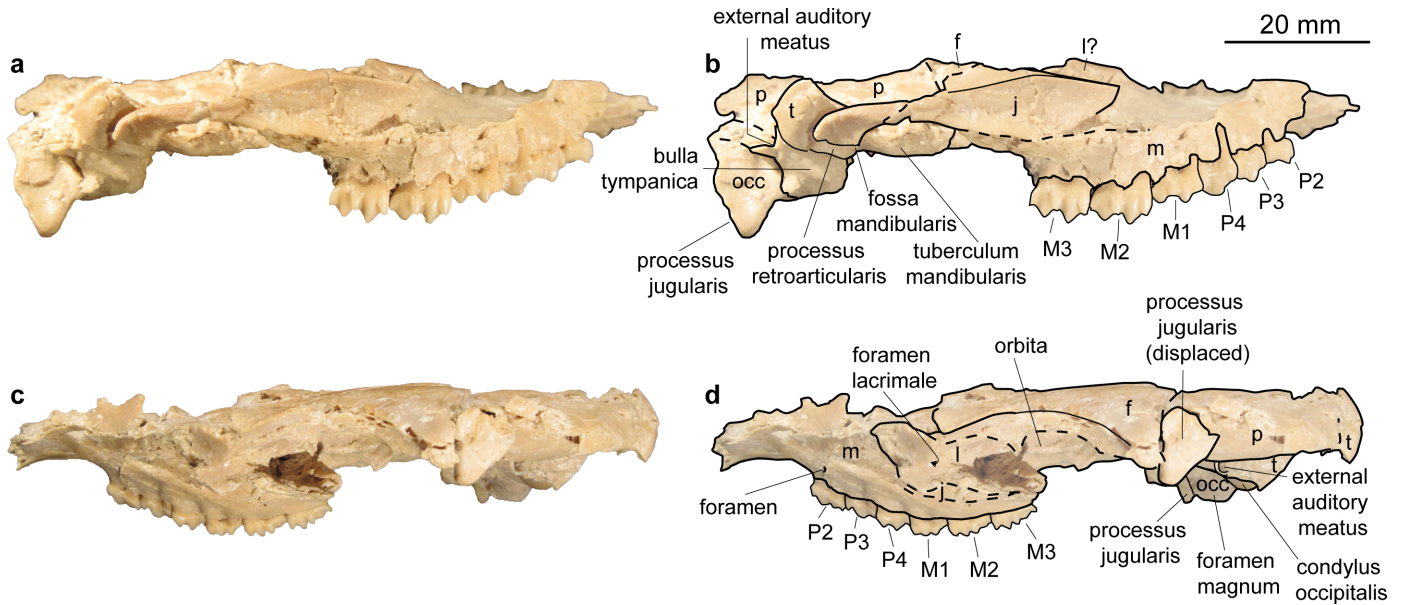 a
b
external auditory
meatus
f
l?
20 mm
p
t
p
j
m
bulla
tympanica
occ
fossa
mandibularis
processus
jugularis
processus
retroarticularis
tuberculum
mandibularis
M3
M2
M1
P4
P3
P2
c
d
foramen
lacrimale
orbita
processus
jugularis
(displaced)
f
m
l
j
p
t
t
occ
foramen
P2
P3
P4
M1
M2
M3
processus
jugularis
foramen
magnum
external
auditory
meatus
condylus
occipitalis